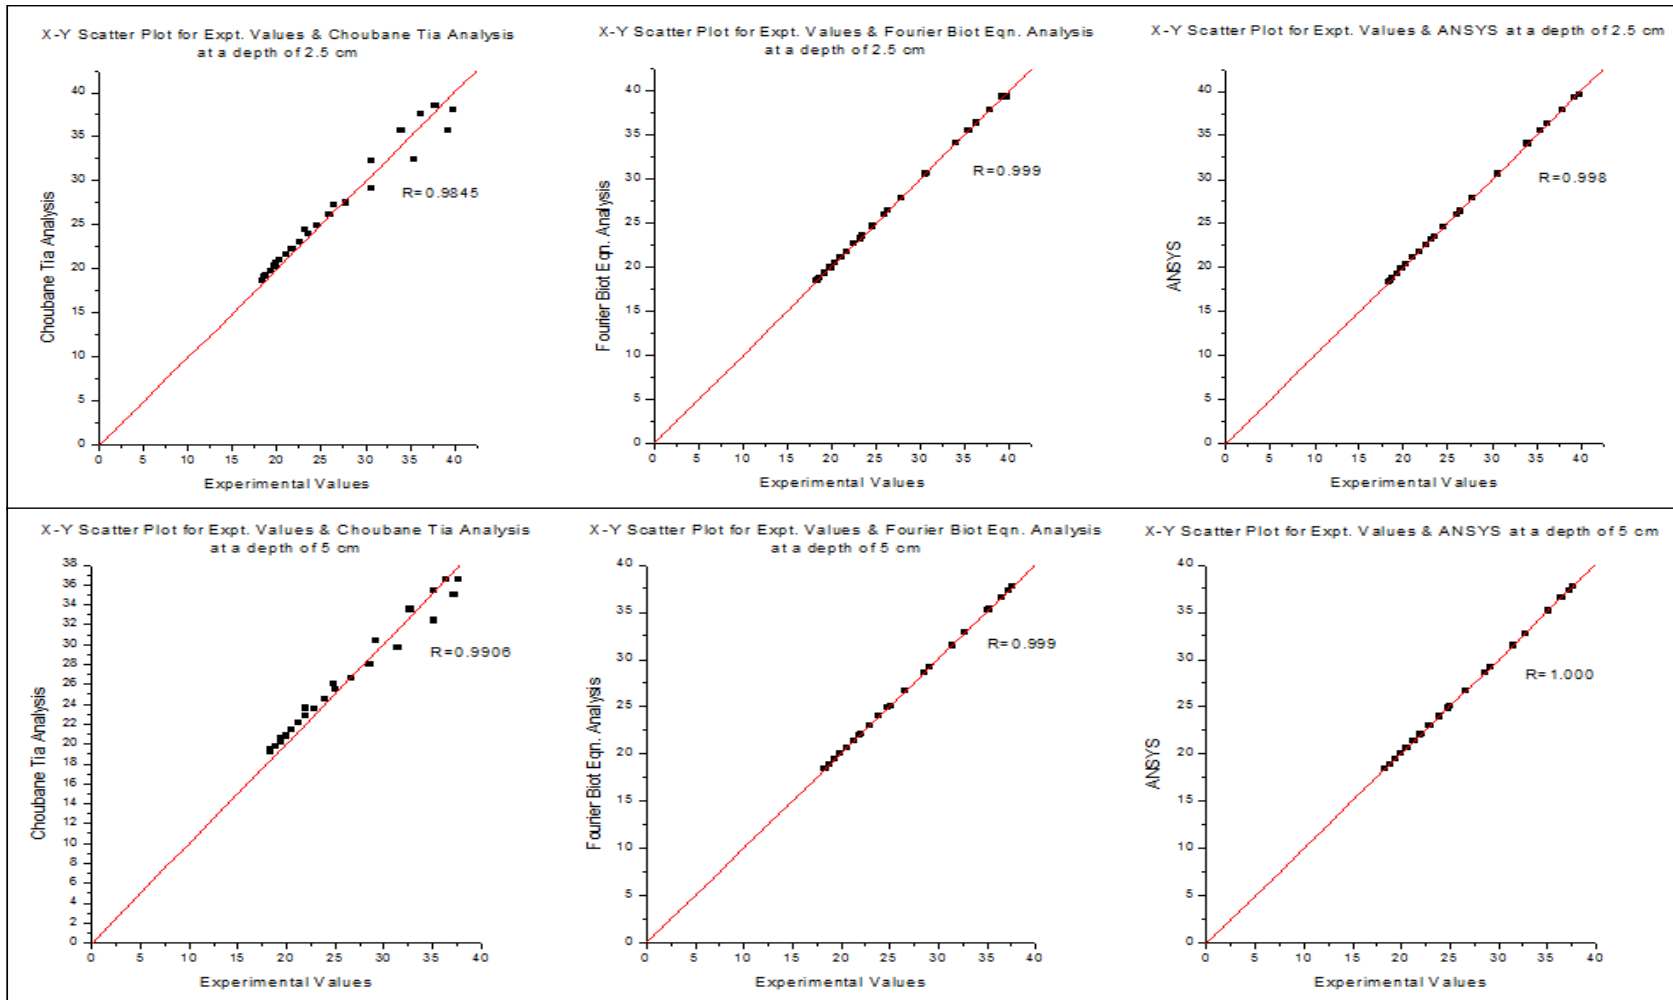 X-Y Scatter Plot for Expt. Values & Choubane Tia Analysis
at a depth of 2.5 cm
40
35
30
25
20
15
10
5
0
Choubane Tia Analysis
R=0.9845
0 5 10 15 20 25 30 35 40
Experimental Values
X-Y Scatter Plot for Expt. Values & Fourier Biot Eqn. Analysis
at a depth of 2.5 cm
40
35
30
25
20
15
10
5
0
Fourier Biot Eqn. Analysis
R=0.999
0 5 10 15 20 25 30 35 40
Experimental Values
X-Y Scatter Plot for Expt. Values & ANSYS at a depth of 2.5 cm
40
35
30
25
20
15
10
5
0
ANSYS
R=0.998
0 5 10 15 20 25 30 35 40
Experimental Values
X-Y Scatter Plot for Expt. Values & Choubane Tia Analysis
at a depth of 5 cm
38
36
34
32
30
28
26
24
22
20
18
16
14
12
10
8
6
4
2
0
Choubane Tia Analysis
R=0.9906
0 5 10 15 20 25 30 35 40
Experimental Values
X-Y Scatter Plot for Expt. Values & Fourier Biot Eqn. Analysis
at a depth of 5 cm
40
35
30
25
20
15
10
5
0
Fourier Biot Eqn. Analysis
R=0.999
0 5 10 15 20 25 30 35 40
Experimental Values
X-Y Scatter Plot for Expt. Values & ANSYS at a depth of 5 cm
40
35
30
25
20
15
10
5
0
ANSYS
R=1.000
0 5 10 15 20 25 30 35 40
Experimental Values